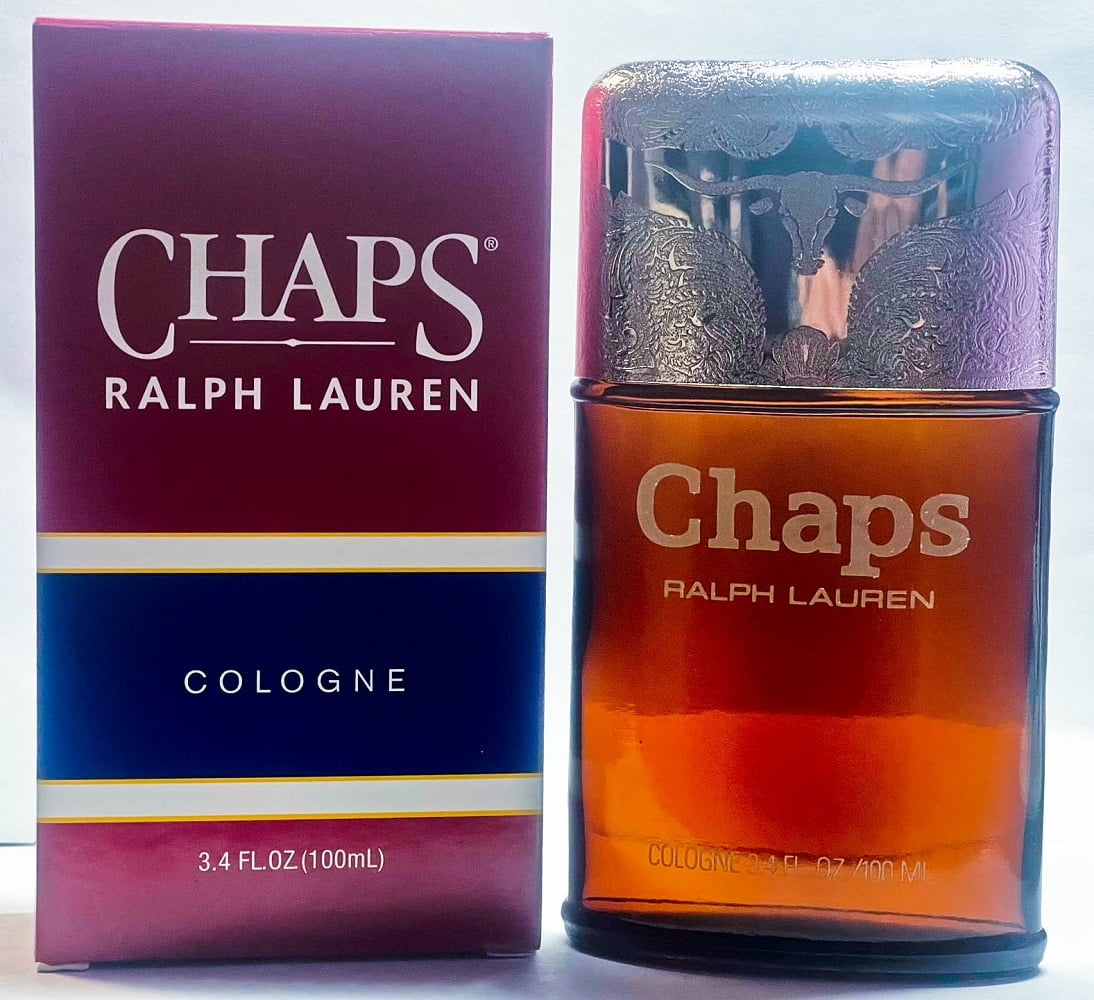 CHAPS®
RALPH LAUREN
COLOGNE
3.4 FL.OZ (100mL)
Chaps
RALPH LAUREN
COLOGNE 3.4 FL. OZ /100 ML